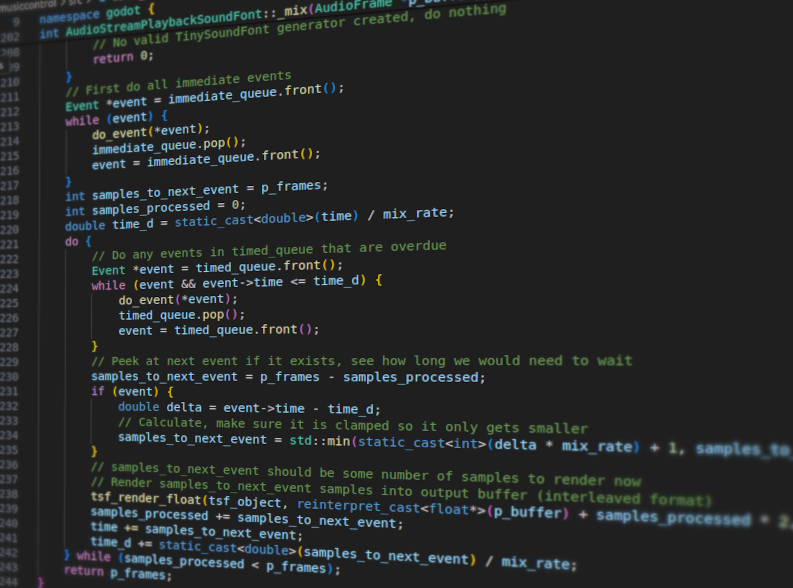 musiccontrol > src >
9 namespace godot {
202 int AudioStreamPlaybackSoundFont::_mix(AudioFrame
208 // No valid TinySoundFont generator created, do nothing
209 return 0;
210 }
211 // First do all immediate events
212 Event *event = immediate_queue.front();
213 while (event) {
214 do_event(*event);
215 immediate_queue.pop();
216 event = immediate_queue.front();
217 }
218 int samples_to_next_event = p_frames;
219 int samples_processed = 0;
220 double time_d = static_cast<double>(time) / mix_rate;
221 do {
222 // Do any events in timed_queue that are overdue
223 Event *event = timed_queue.front();
224 while (event && event->time <= time_d) {
225 do_event(*event);
226 timed_queue.pop();
227 event = timed_queue.front();
228 }
229 // Peek at next event if it exists, see how long we would need to wait
230 samples_to_next_event = p_frames - samples_processed;
231 if (event) {
232 double delta = event->time - time_d;
233 // Calculate, make sure it is clamped so it only gets smaller
234 samples_to_next_event = std::min(static_cast<int>(delta * mix_rate) + 1, samples_to_
235 }
236 // samples_to_next_event should be some number of samples to render now
237 // Render samples_to_next_event samples into output buffer (interleaved format)
238 tsf_render_float(tsf_object, reinterpret_cast<float*>(p_buffer) + samples_processed * 2,
239 samples_processed += samples_to_next_event;
240 time += samples_to_next_event;
241 time_d += static_cast<double>(samples_to_next_event) / mix_rate;
242 } while (samples_processed < p_frames);
243 return p_frames;
244 }